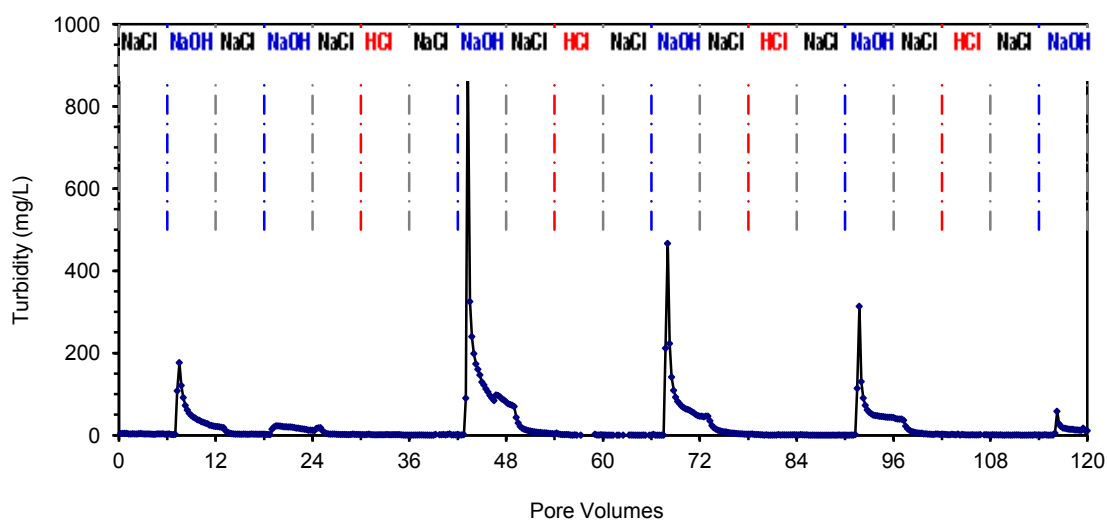 1000
NaCl NaOH NaCl NaOH NaCl HCl NaCl NaOH NaCl HCl NaCl NaOH NaCl HCl NaCl NaOH NaCl HCl NaCl NaOH
800
600
400
200
0
Turbidity (mg/L)
0 12 24 36 48 60 72 84 96 108 120
Pore Volumes